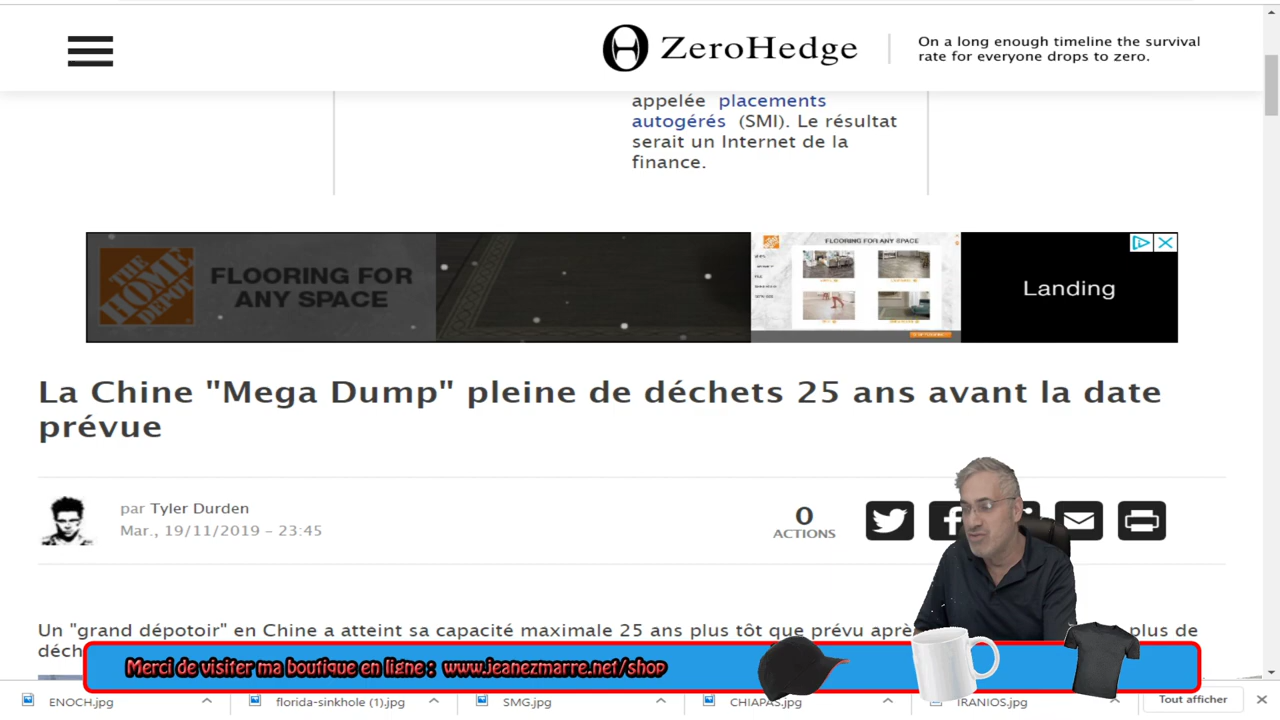 ZeroHedge
On a long enough timeline the survival
rate for everyone drops to zero.
appelée placements
autogérés (SMI). Le résultat
serait un Internet de la
finance.
THE HOME DEPOT
FLOORING FOR
ANY SPACE
FLOORING FOR ANY SPACE
Landing
La Chine "Mega Dump" pleine de déchets 25 ans avant la date
prévue
par Tyler Durden
Mar., 19/11/2019 – 23:45
0
ACTIONS
Un "grand dépotoir" en Chine a atteint sa capacité maximale 25 ans plus tôt que prévu plus de
Merci de visiter ma boutique en ligne : www.jeanezmarre.net/shop
ENOCH.jpg
florida-sinkhole (1).jpg
SMG.jpg
CHIAPAS.jpg
IRANIOS.jpg
Tout afficher